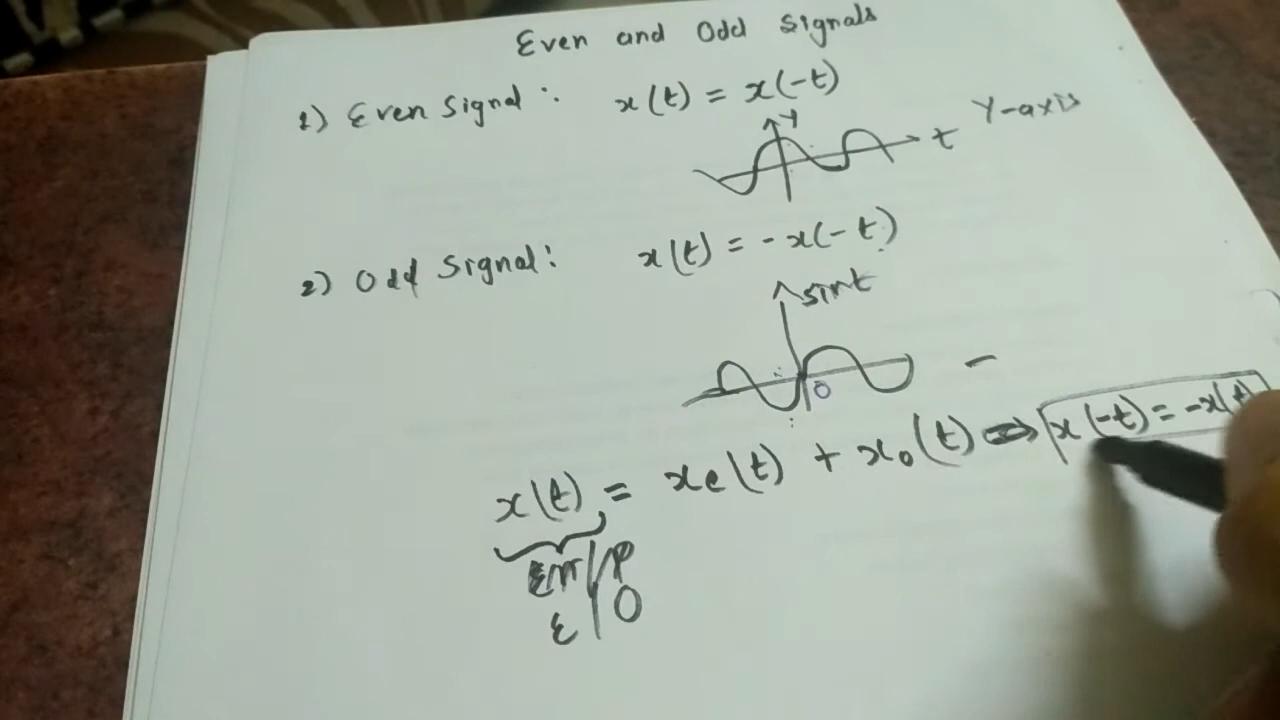 Even and Odd Signals
1) Even Signal : x(t) = x(-t)
Y
t
Y-axis
2) Odd Signal: x(t) = -x(-t)
sint
0
x(t) = xe(t) + xo(t) ⇒ x(-t) = -x(t)
E/O